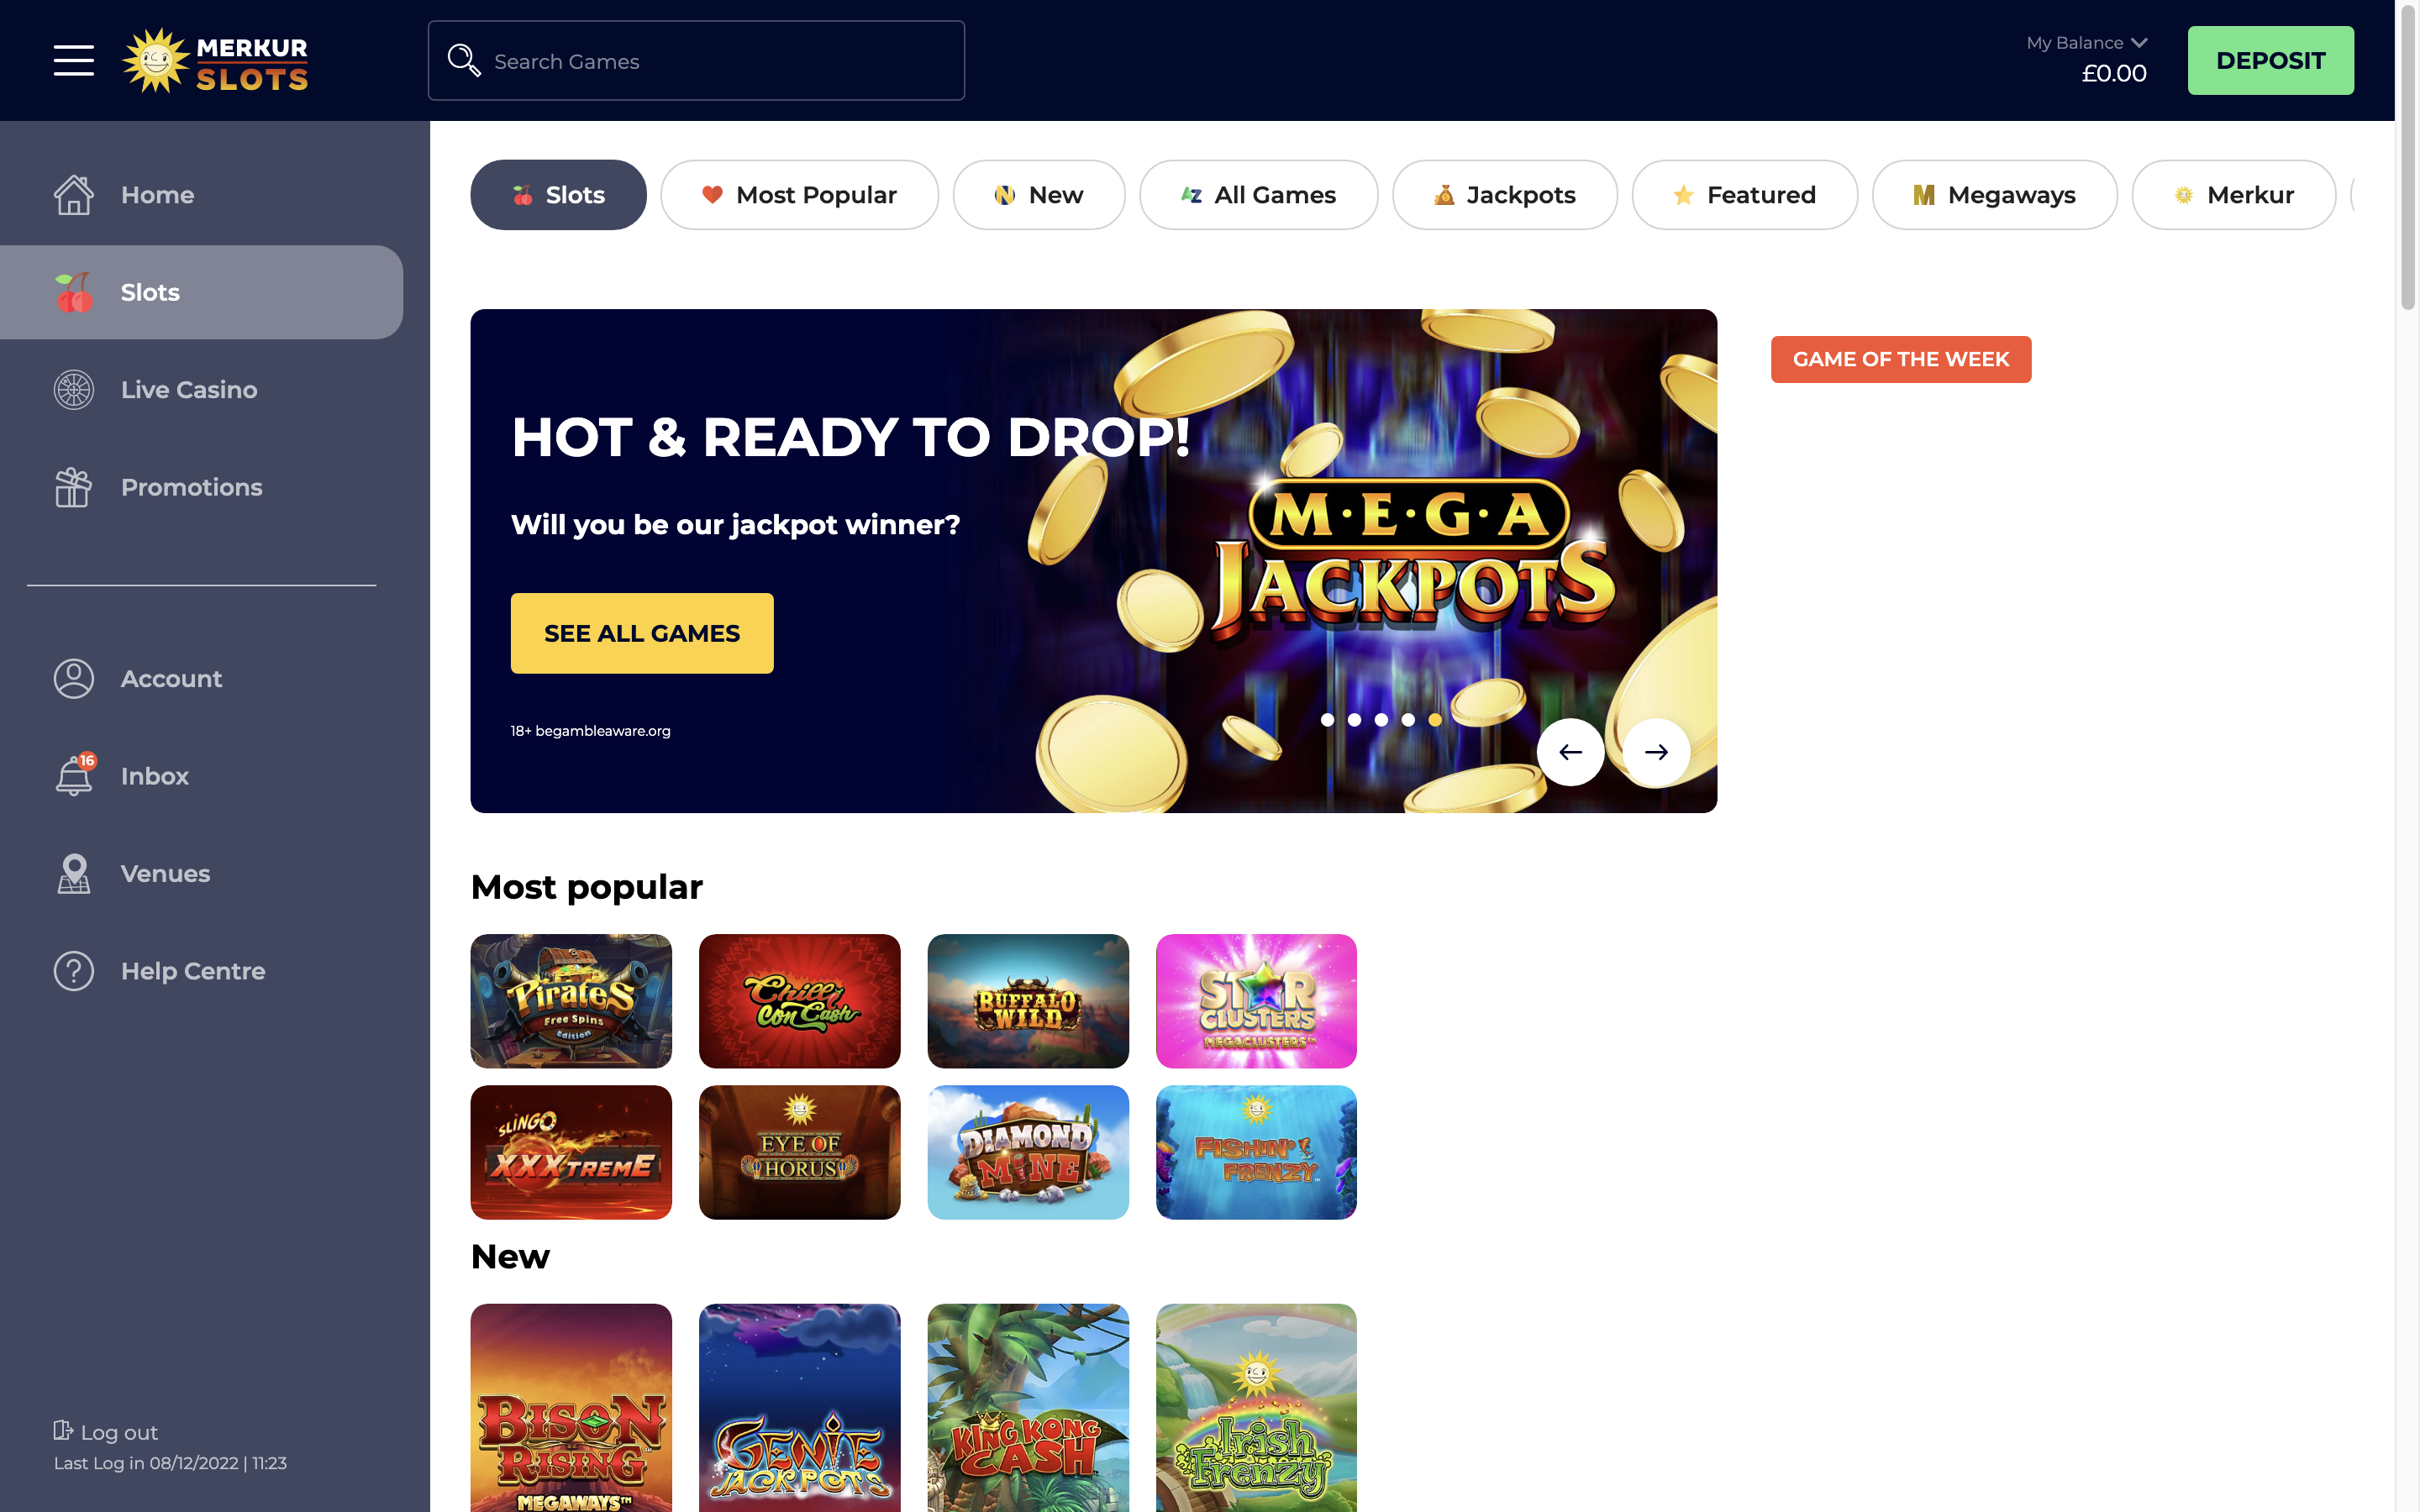 MERKUR
SLOTS
Search Games
My Balance
£0.00
DEPOSIT
Home
Slots
Live Casino
Promotions
Account
16
Inbox
Venues
Help Centre
Log out
Last Log in 08/12/2022 | 11:23
Slots
Most Popular
N New
AZ All Games
Jackpots
Featured
M Megaways
Merkur
HOT & READY TO DROP!
Will you be our jackpot winner?
SEE ALL GAMES
18+ begambleaware.org
M·E·G·A
JACKPOTS
GAME OF THE WEEK
Most popular
Pirates
Free Spins
Edition
Chilli
Con Cash
BUFFALO
WILD
STAR
CLUSTERS
MEGACLUSTERS™
SLINGO
XXXTREME
EYE OF
HORUS
DIAMOND
MINE
FISHIN'
FRENZY
New
BISON
RISING
MEGAWAYS™
GENIE
JACKPOTS
KING KONG
CASH
Irish
Frenzy